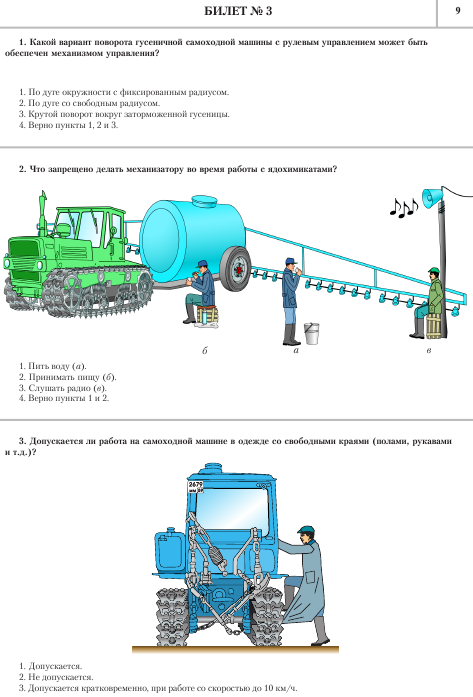 БИЛЕТ № 3
9
1. Какой вариант поворота гусеничной самоходной машины с рулевым управлением может быть
обеспечен механизмом управления?
1. По дуге окружности с фиксированным радиусом.
2. По дуге со свободным радиусом.
3. Крутой поворот вокруг заторможенной гусеницы.
4. Верно пункты 1, 2 и 3.
2. Что запрещено делать механизатору во время работы с ядохимикатами?
б
а
в
1. Пить воду (а).
2. Принимать пищу (б).
3. Слушать радио (в).
4. Верно пункты 1 и 2.
3. Допускается ли работа на самоходной машине в одежде со свободными краями (полами, рукавами
и т.д.)?
2679
1. Допускается.
2. Не допускается.
3. Допускается кратковременно, при работе со скоростью до 10 км/ч.